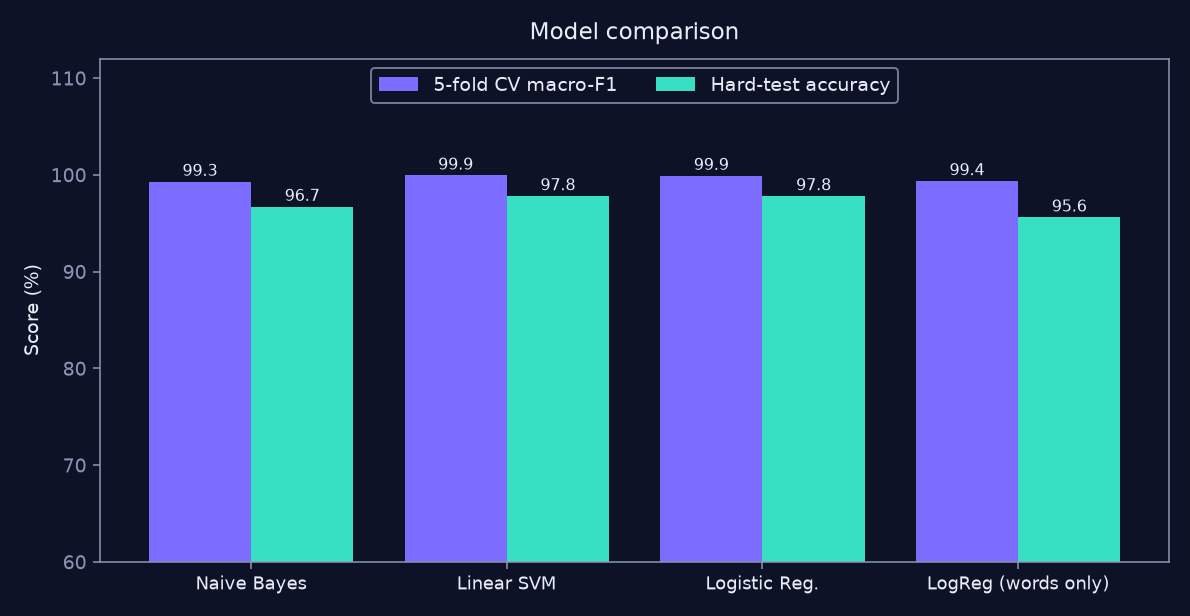 Model comparison
5-fold CV macro-F1 Hard-test accuracy
110
100
90
80
70
60
Score (%)
99.3 96.7 99.9 97.8 99.9 97.8 99.4 95.6
Naive Bayes Linear SVM Logistic Reg. LogReg (words only)